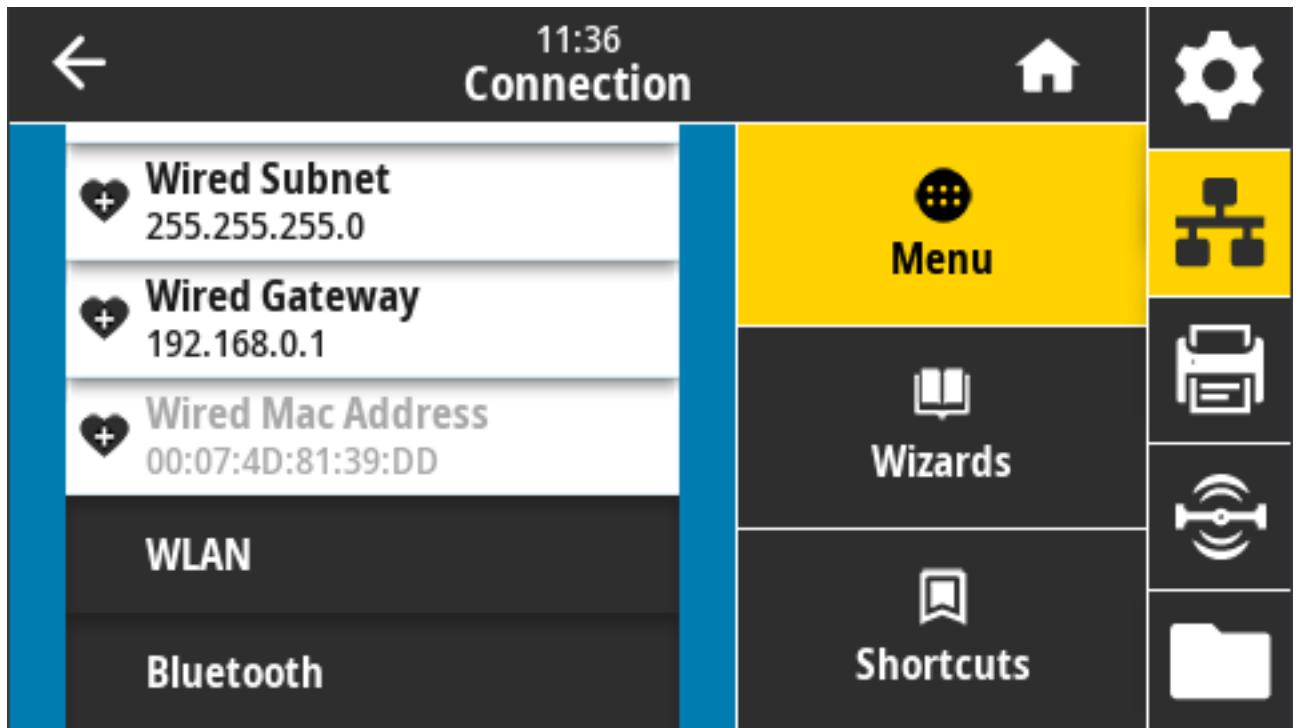 11:36
Connection
Wired Subnet
255.255.255.0
Wired Gateway
192.168.0.1
Wired Mac Address
00:07:4D:81:39:DD
WLAN
Bluetooth
Menu
Wizards
Shortcuts